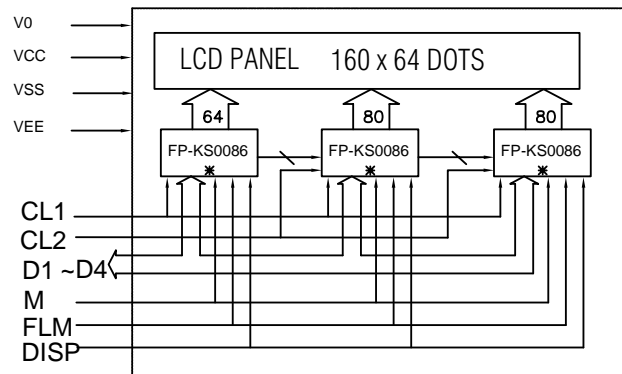 V0
VCC
VSS
VEE
LCD PANEL 160 x 64 DOTS
64
80
80
FP-KS0086
FP-KS0086
FP-KS0086
*
*
*
CL1
CL2
D1 ~D4
M
FLM
DISP